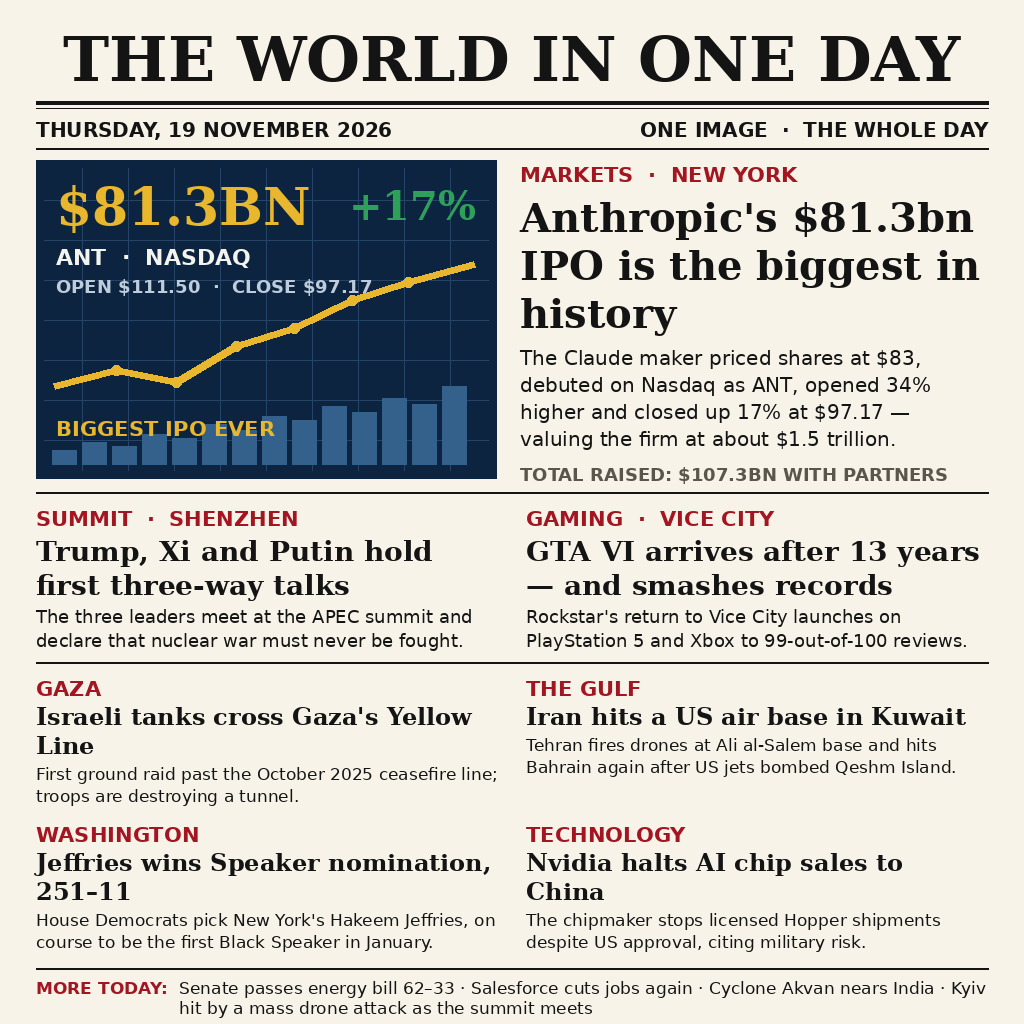 THE WORLD IN ONE DAY
THURSDAY, 19 NOVEMBER 2026
ONE IMAGE · THE WHOLE DAY
$81.3BN
+17%
ANT · NASDAQ
OPEN $111.50 · CLOSE $97.17
BIGGEST IPO EVER
MARKETS · NEW YORK
Anthropic's $81.3bn
IPO is the biggest in
history
The Claude maker priced shares at $83,
debuted on Nasdaq as ANT, opened 34%
higher and closed up 17% at $97.17 —
valuing the firm at about $1.5 trillion.
TOTAL RAISED: $107.3BN WITH PARTNERS
SUMMIT · SHENZHEN
Trump, Xi and Putin hold
first three-way talks
The three leaders meet at the APEC summit and
declare that nuclear war must never be fought.
GAMING · VICE CITY
GTA VI arrives after 13 years
— and smashes records
Rockstar's return to Vice City launches on
PlayStation 5 and Xbox to 99-out-of-100 reviews.
GAZA
Israeli tanks cross Gaza's Yellow
Line
First ground raid past the October 2025 ceasefire line;
troops are destroying a tunnel.
THE GULF
Iran hits a US air base in Kuwait
Tehran fires drones at Ali al-Salem base and hits
Bahrain again after US jets bombed Qeshm Island.
WASHINGTON
Jeffries wins Speaker nomination,
251–11
House Democrats pick New York's Hakeem Jeffries, on
course to be the first Black Speaker in January.
TECHNOLOGY
Nvidia halts AI chip sales to
China
The chipmaker stops licensed Hopper shipments
despite US approval, citing military risk.
MORE TODAY: Senate passes energy bill 62–33 · Salesforce cuts jobs again · Cyclone Akvan nears India · Kyiv
hit by a mass drone attack as the summit meets